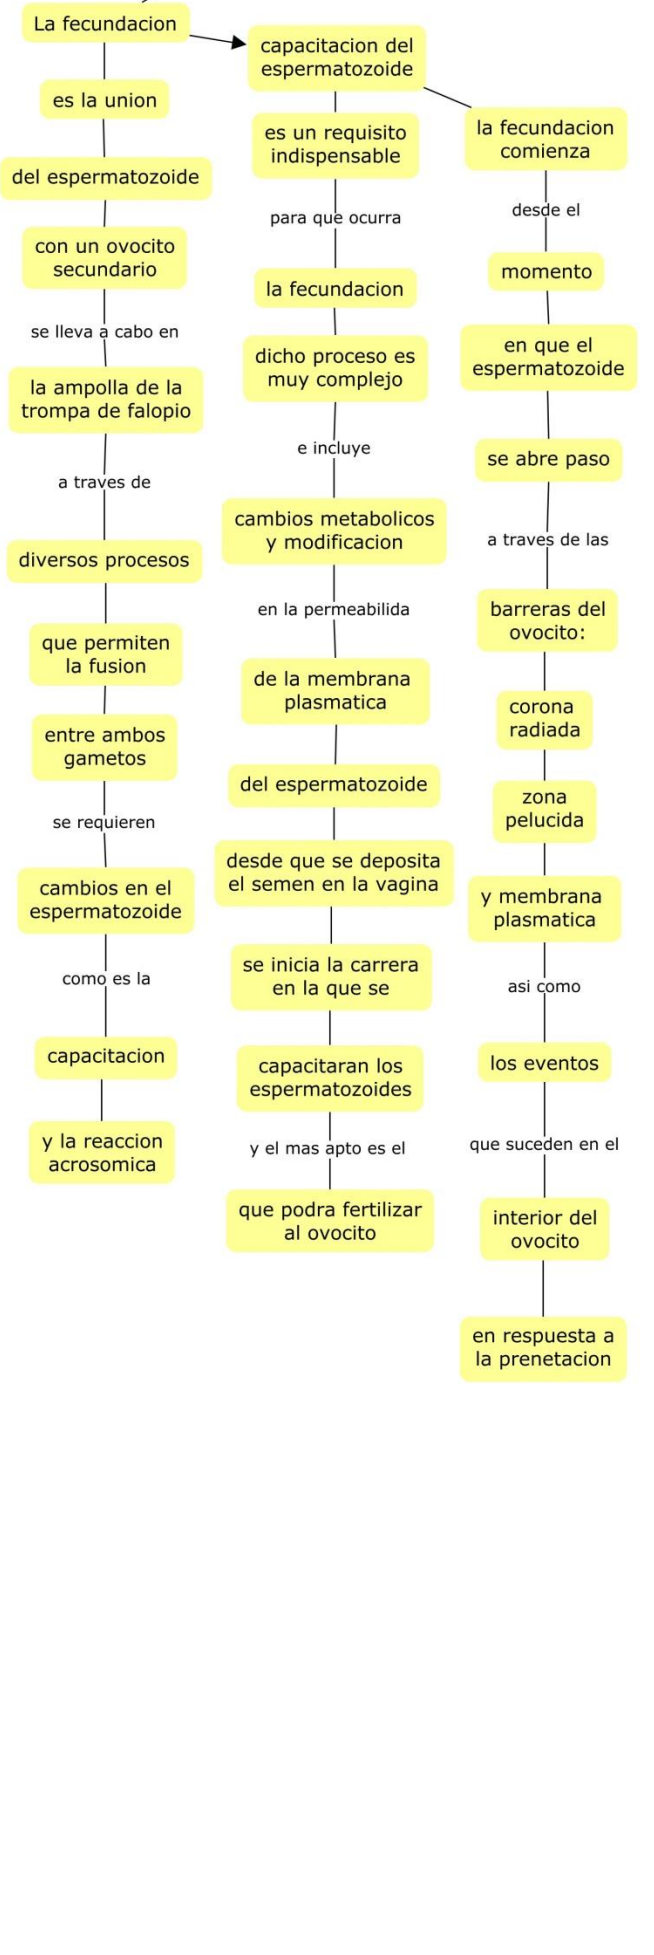 La fecundacion
es la union
del espermatozoide
con un ovocito
secundario
se lleva a cabo en
la ampolla de la
trompa de falopio
a traves de
diversos procesos
que permiten
la fusion
entre ambos
gametos
se requieren
cambios en el
espermatozoide
como es la
capacitacion
y la reaccion
acrosomica
capacitacion del
espermatozoide
es un requisito
indispensable
para que ocurra
la fecundacion
dicho proceso es
muy complejo
e incluye
cambios metabolicos
y modificacion
en la permeabilida
de la membrana
plasmatica
del espermatozoide
desde que se deposita
el semen en la vagina
se inicia la carrera
en la que se
capacitaran los
espermatozoides
y el mas apto es el
que podra fertilizar
al ovocito
la fecundacion
comienza
desde el
momento
en que el
espermatozoide
se abre paso
a traves de las
barreras del
ovocito:
corona
radiada
zona
pelucida
y membrana
plasmatica
asi como
los eventos
que suceden en el
interior del
ovocito
en respuesta a
la prenetacion